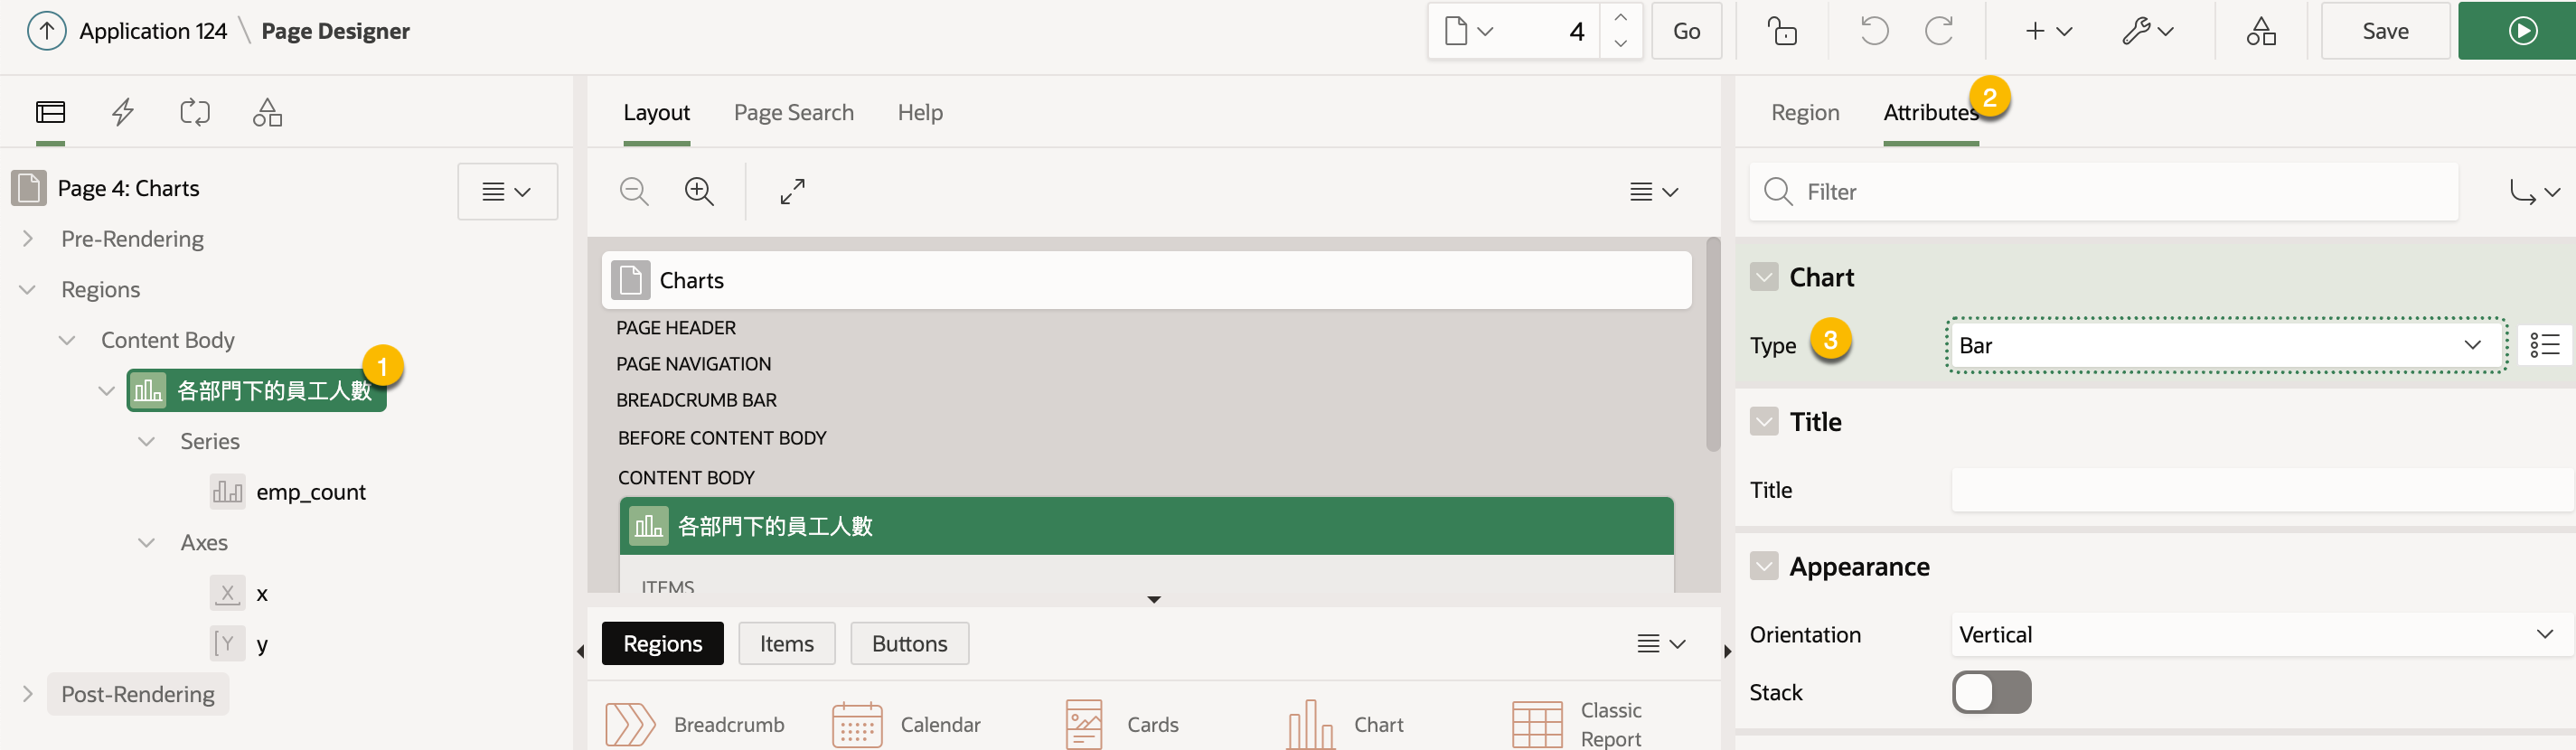 Application 124 \ Page Designer
4
Go
Save
Page 4: Charts
Pre-Rendering
Regions
Content Body
各部門下的員工人數
1
Series
emp_count
Axes
X x
Y y
Post-Rendering
Layout Page Search Help
Charts
PAGE HEADER
PAGE NAVIGATION
BREADCRUMB BAR
BEFORE CONTENT BODY
CONTENT BODY
各部門下的員工人數
ITEMS
Regions Items Buttons
Breadcrumb Calendar Cards Chart Classic Report
Region Attributes 2
Filter
Chart
Type 3 Bar
Title
Title
Appearance
Orientation Vertical
Stack